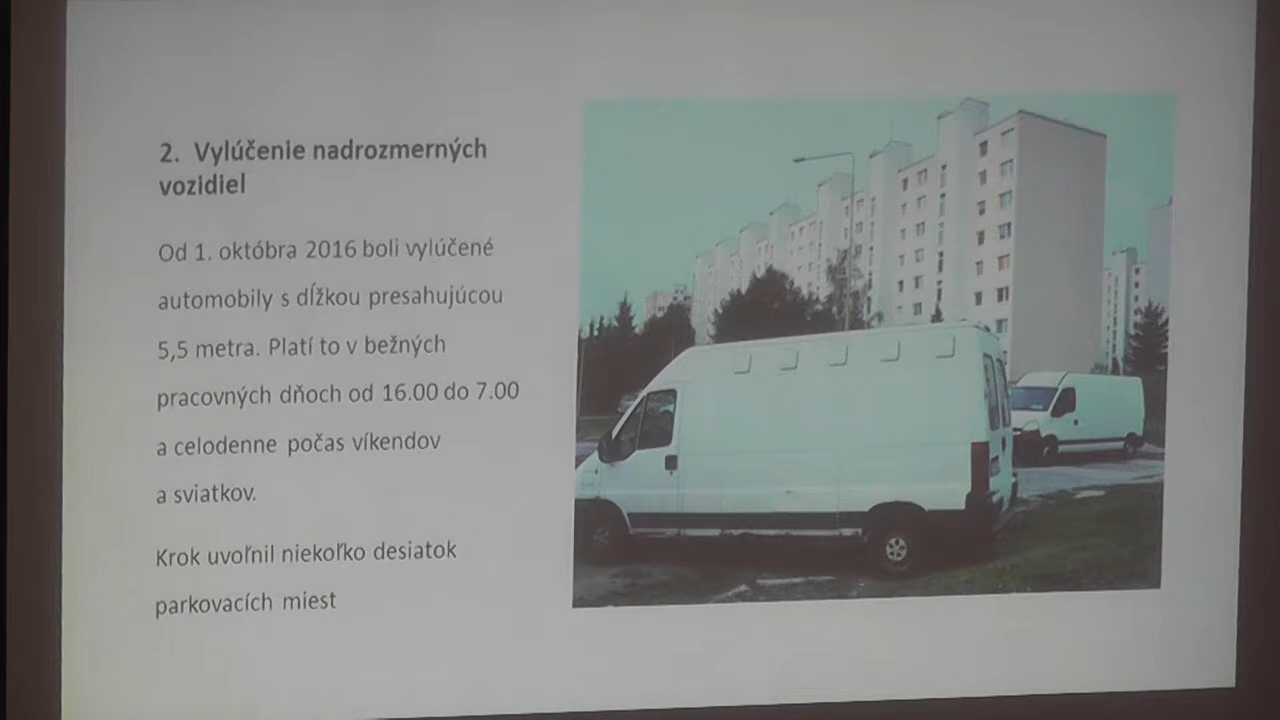 2. Vylúčenie nadrozmerných
vozidiel
Od 1. októbra 2016 boli vylúčené
automobily s dĺžkou presahujúcou
5,5 metra. Platí to v bežných
pracovných dňoch od 16.00 do 7.00
a celodenne počas víkendov
a sviatkov.
Krok uvoľnil niekoľko desiatok
parkovacích miest